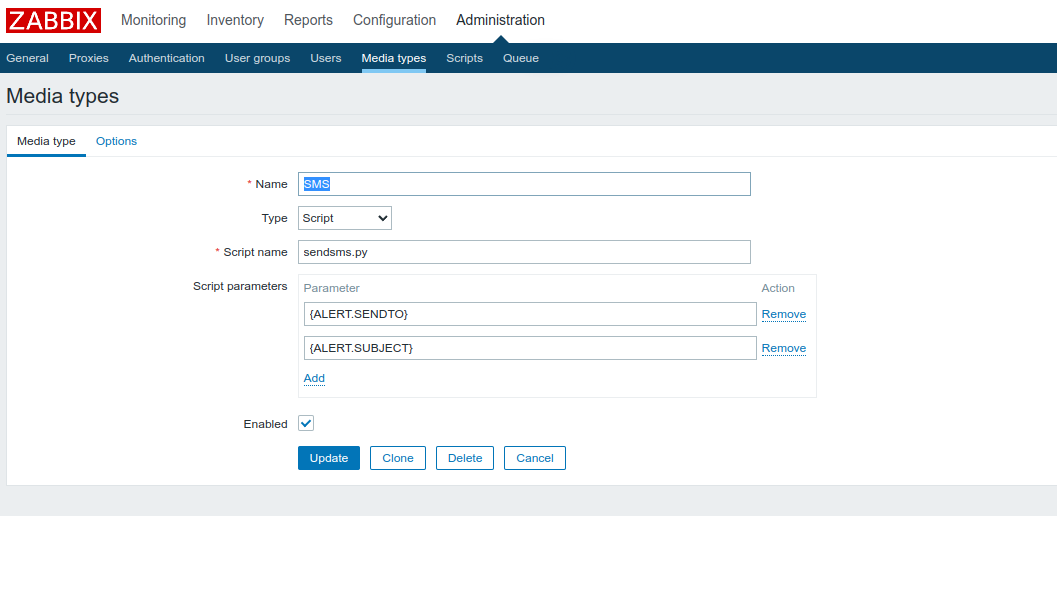 ZABBIX Monitoring Inventory Reports Configuration Administration
General Proxies Authentication User groups Users Media types Scripts Queue
Media types
Media type Options
* Name SMS
Type Script
* Script name sendsms.py
Script parameters Parameter Action
{ALERT.SENDTO} Remove
{ALERT.SUBJECT} Remove
Add
Enabled
Update Clone Delete Cancel